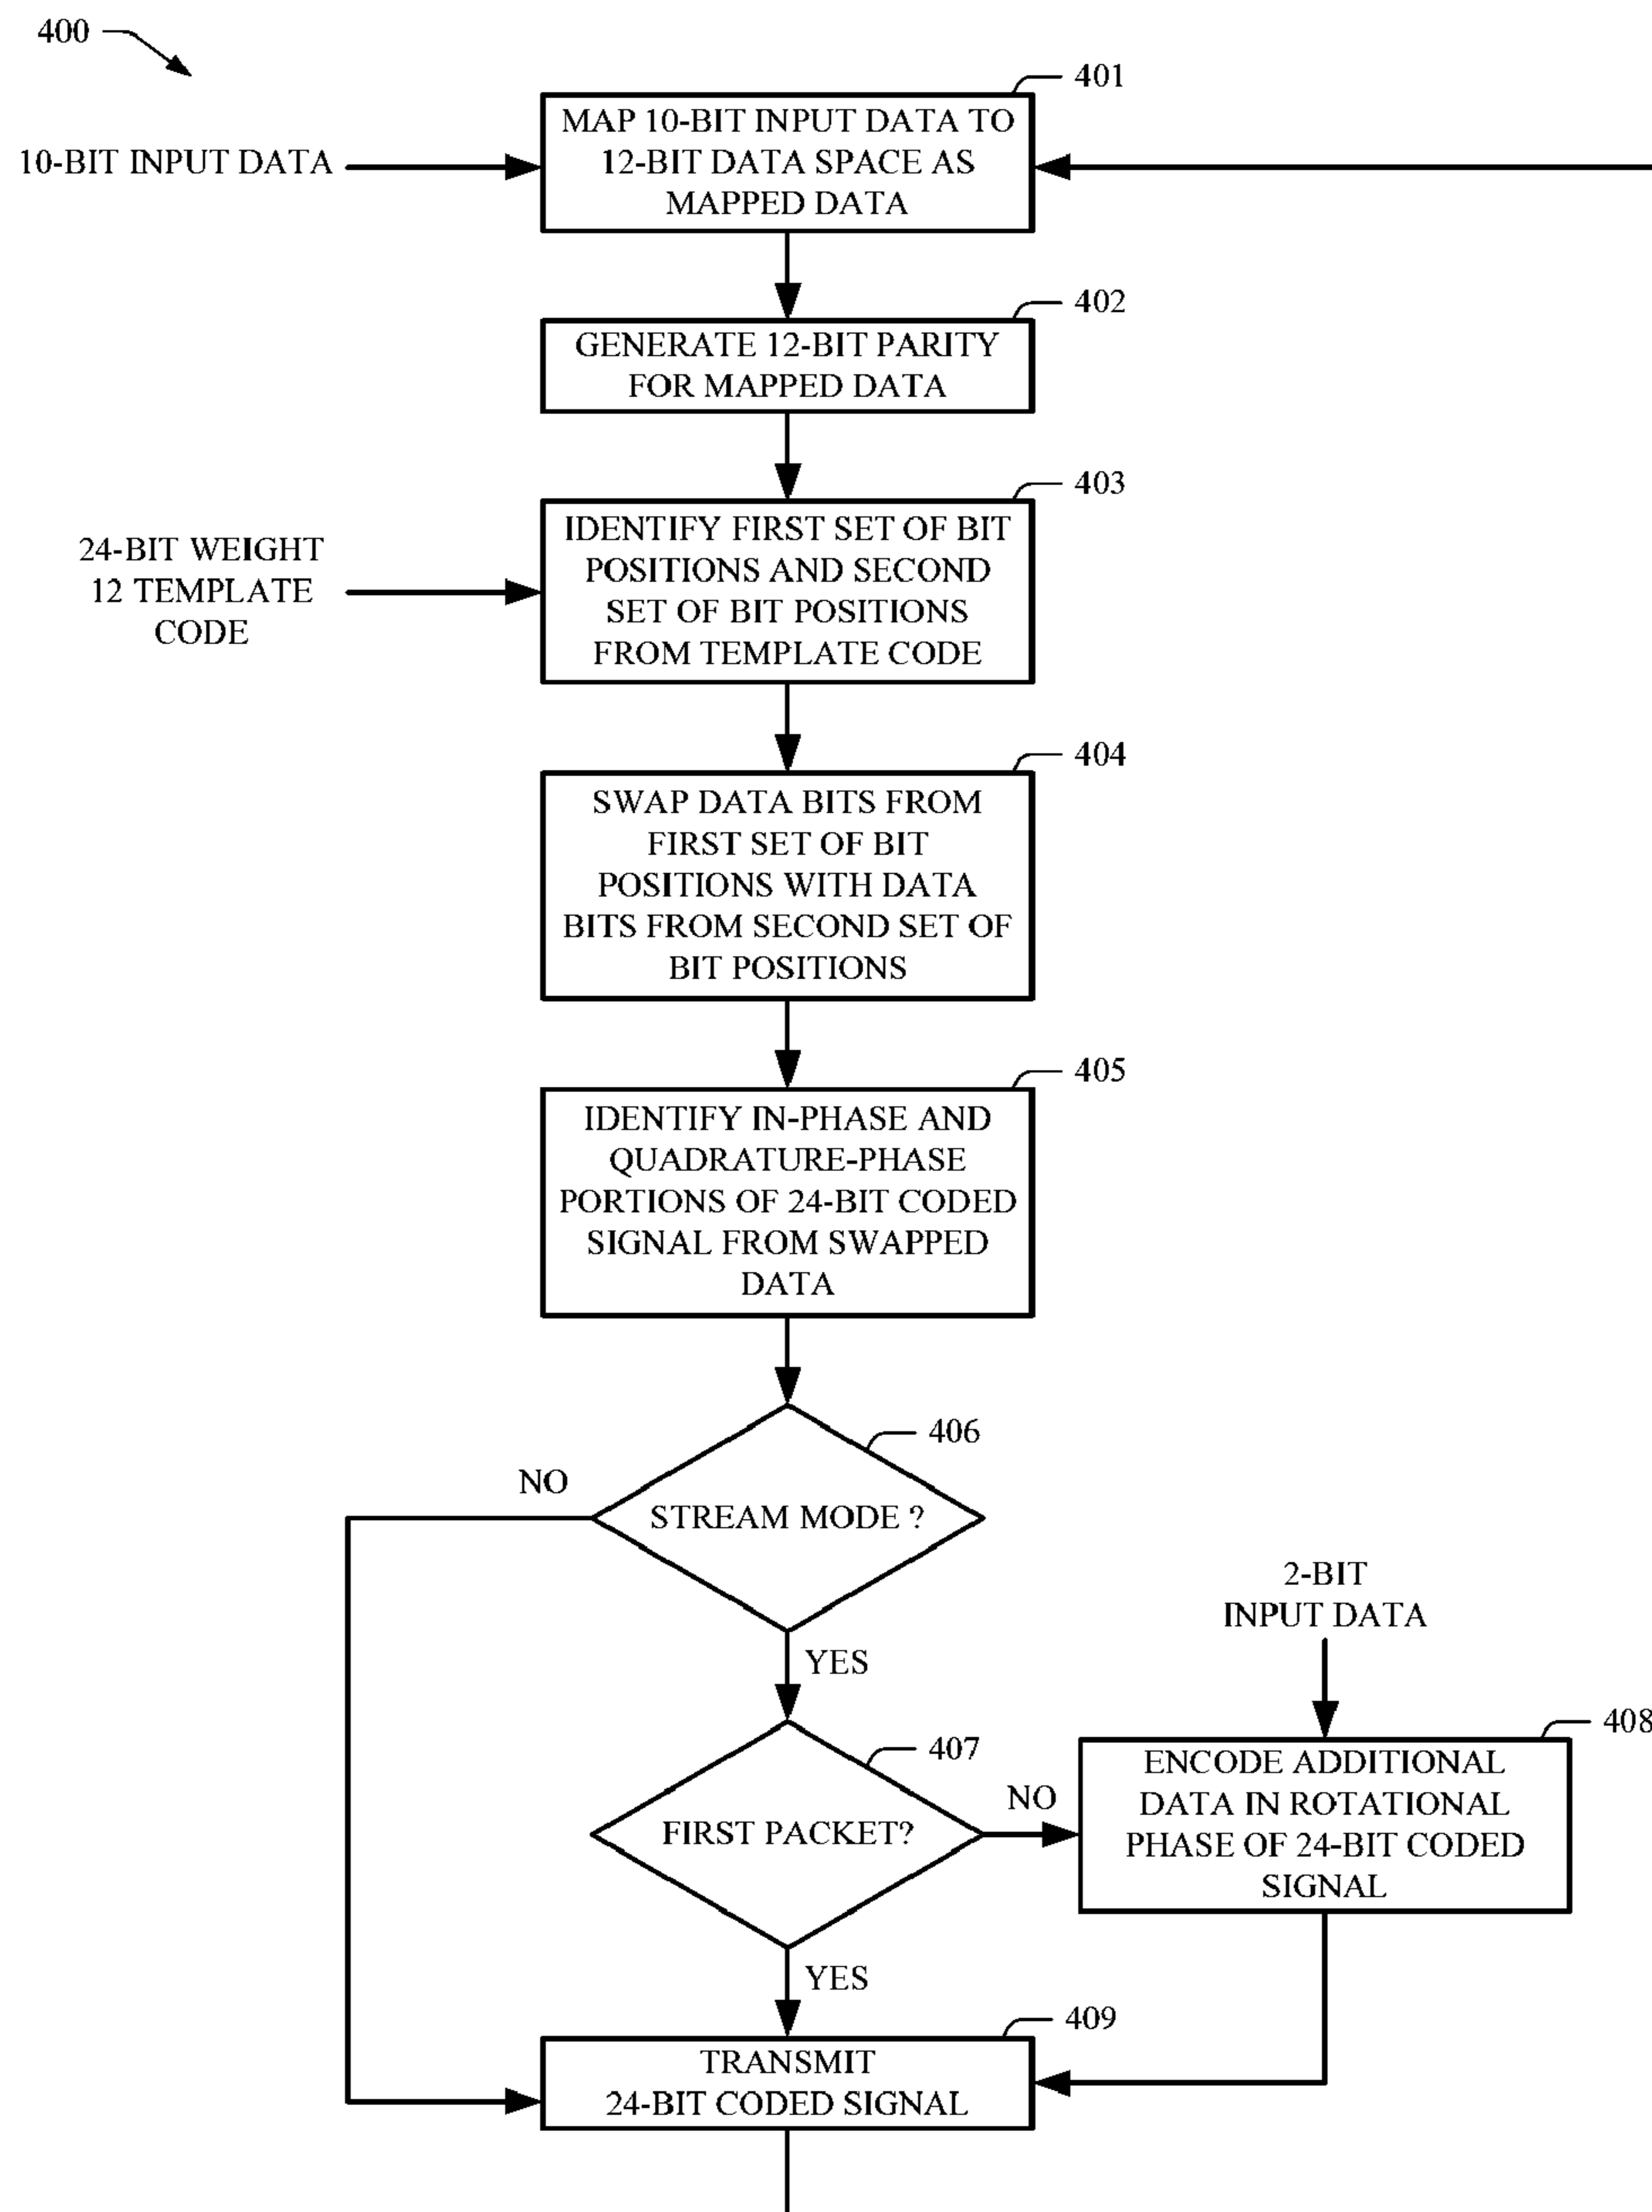 400
401
MAP 10-BIT INPUT DATA TO
12-BIT DATA SPACE AS
MAPPED DATA
10-BIT INPUT DATA
402
GENERATE 12-BIT PARITY
FOR MAPPED DATA
403
IDENTIFY FIRST SET OF BIT
POSITIONS AND SECOND
SET OF BIT POSITIONS
FROM TEMPLATE CODE
24-BIT WEIGHT
12 TEMPLATE
CODE
404
SWAP DATA BITS FROM
FIRST SET OF BIT
POSITIONS WITH DATA
BITS FROM SECOND SET OF
BIT POSITIONS
405
IDENTIFY IN-PHASE AND
QUADRATURE-PHASE
PORTIONS OF 24-BIT CODED
SIGNAL FROM SWAPPED
DATA
406
NO
STREAM MODE ?
YES
2-BIT
INPUT DATA
407
FIRST PACKET?
NO
408
ENCODE ADDITIONAL
DATA IN ROTATIONAL
PHASE OF 24-BIT CODED
SIGNAL
YES
409
TRANSMIT
24-BIT CODED SIGNAL